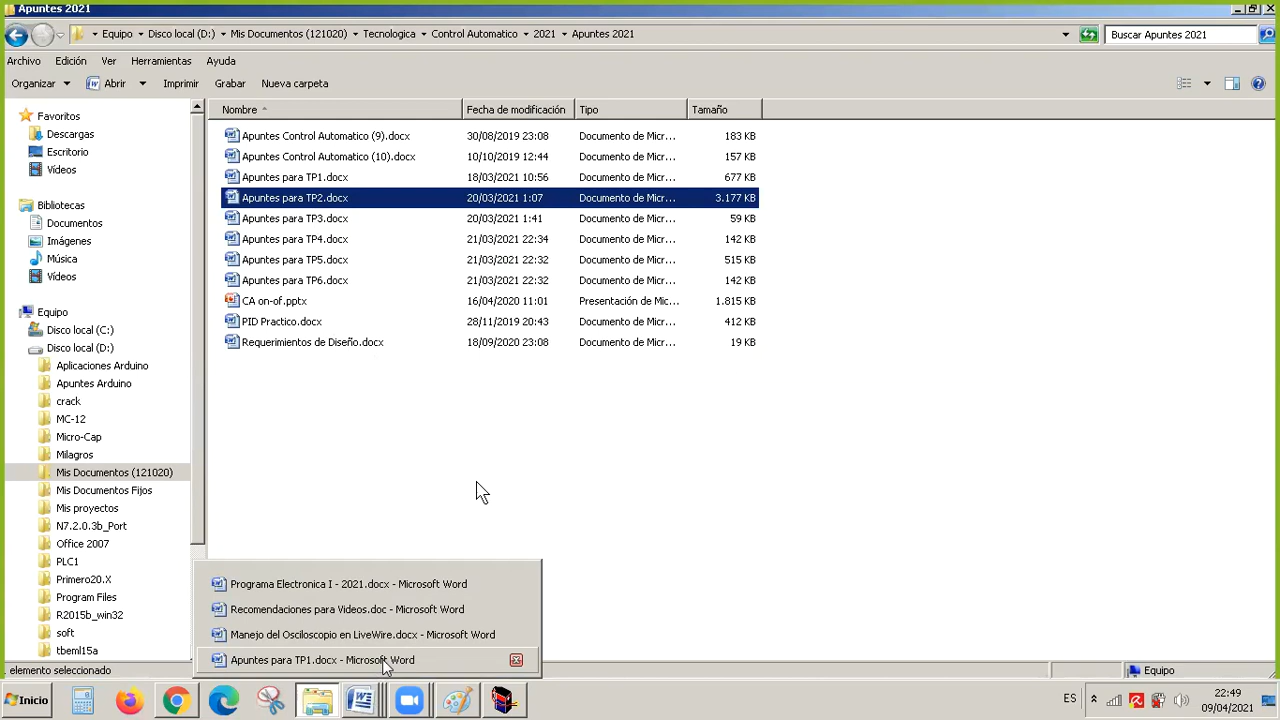 Apuntes 2021
Equipo Disco local (D:) Mis Documentos (121020) Tecnologica Control Automatico 2021 Apuntes 2021
Buscar Apuntes 2021
Archivo Edición Ver Herramientas Ayuda
Organizar Abrir Imprimir Grabar Nueva carpeta
Nombre Fecha de modificación Tipo Tamaño
Apuntes Control Automatico (9).docx 30/08/2019 23:08 Documento de Micr... 183 KB
Apuntes Control Automatico (10).docx 10/10/2019 12:44 Documento de Micr... 157 KB
Apuntes para TP1.docx 18/03/2021 10:56 Documento de Micr... 677 KB
Apuntes para TP2.docx 20/03/2021 1:07 Documento de Micr... 3.177 KB
Apuntes para TP3.docx 20/03/2021 1:41 Documento de Micr... 59 KB
Apuntes para TP4.docx 21/03/2021 22:34 Documento de Micr... 142 KB
Apuntes para TP5.docx 21/03/2021 22:32 Documento de Micr... 515 KB
Apuntes para TP6.docx 21/03/2021 22:32 Documento de Micr... 142 KB
CA on-of.pptx 16/04/2020 11:01 Presentación de Mic... 1.815 KB
PID Practico.docx 28/11/2019 20:43 Documento de Micr... 412 KB
Requerimientos de Diseño.docx 18/09/2020 23:08 Documento de Micr... 19 KB
Favoritos
Descargas
Escritorio
Vídeos
Bibliotecas
Documentos
Imágenes
Música
Vídeos
Equipo
Disco local (C:)
Disco local (D:)
Aplicaciones Arduino
Apuntes Arduino
crack
MC-12
Micro-Cap
Milagros
Mis Documentos (121020)
Mis Documentos Fijos
Mis proyectos
N7.2.0.3b_Port
Office 2007
PLC1
Primero20.X
Program Files
R2015b_win32
soft
tbeml15a
Programa Electronica I - 2021.docx - Microsoft Word
Recomendaciones para Videos.doc - Microsoft Word
Manejo del Osciloscopio en LiveWire.docx - Microsoft Word
Apuntes para TP1.docx - Microsoft Word
elemento seleccionado
Equipo
Inicio
ES
22:49
09/04/2021